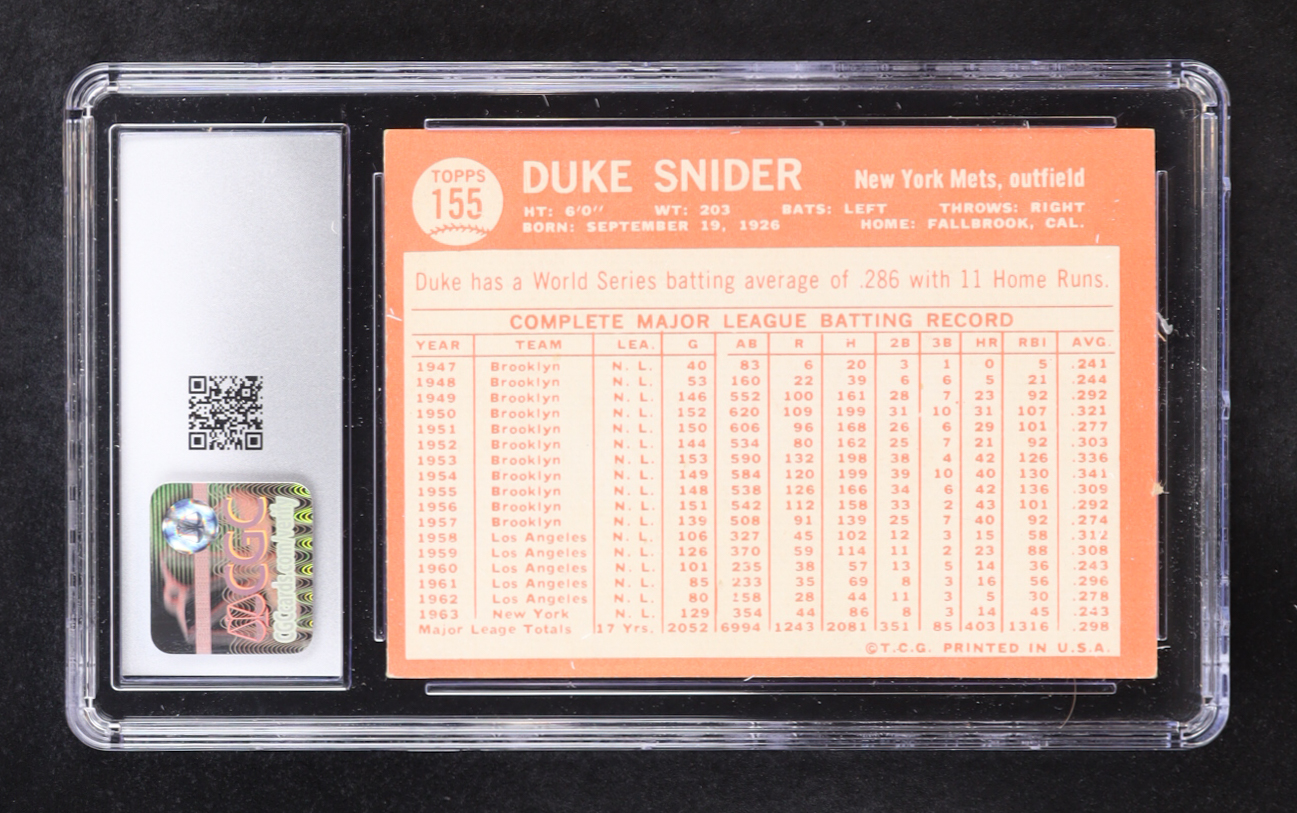 TOPPS
155
DUKE SNIDER
New York Mets, outfield
HT: 6'0" WT: 203 BATS: LEFT THROWS: RIGHT
BORN: SEPTEMBER 19, 1926 HOME: FALLBROOK, CAL.
Duke has a World Series batting average of .286 with 11 Home Runs.
COMPLETE MAJOR LEAGUE BATTING RECORD
YEAR TEAM LEA. G AB R H 2B 3B HR RBI AVG.
1947 Brooklyn N. L. 40 83 6 20 3 1 0 5 .241
1948 Brooklyn N. L. 53 160 22 39 6 6 5 21 .244
1949 Brooklyn N. L. 146 552 100 161 28 7 23 92 .292
1950 Brooklyn N. L. 152 620 109 199 31 10 31 107 .321
1951 Brooklyn N. L. 150 606 96 168 26 6 29 101 .277
1952 Brooklyn N. L. 144 534 80 162 25 7 21 92 .303
1953 Brooklyn N. L. 153 590 132 198 38 4 42 126 .336
1954 Brooklyn N. L. 149 584 120 199 39 10 40 130 .341
1955 Brooklyn N. L. 148 538 126 166 34 6 42 136 .309
1956 Brooklyn N. L. 151 542 112 158 33 2 43 101 .292
1957 Brooklyn N. L. 139 508 91 139 25 7 40 92 .274
1958 Los Angeles N. L. 106 327 45 102 12 3 15 58 .312
1959 Los Angeles N. L. 126 370 59 114 11 2 23 88 .308
1960 Los Angeles N. L. 101 235 38 57 13 5 14 36 .243
1961 Los Angeles N. L. 85 233 35 69 8 3 16 56 .296
1962 Los Angeles N. L. 80 158 28 44 11 3 5 30 .278
1963 New York N. L. 129 354 44 86 8 3 14 45 .243
Major Leage Totals 17 Yrs. 2052 6994 1243 2081 351 85 403 1316 .298
©T.C.G. PRINTED IN U.S.A.
CGC
CGCcards.com/verify